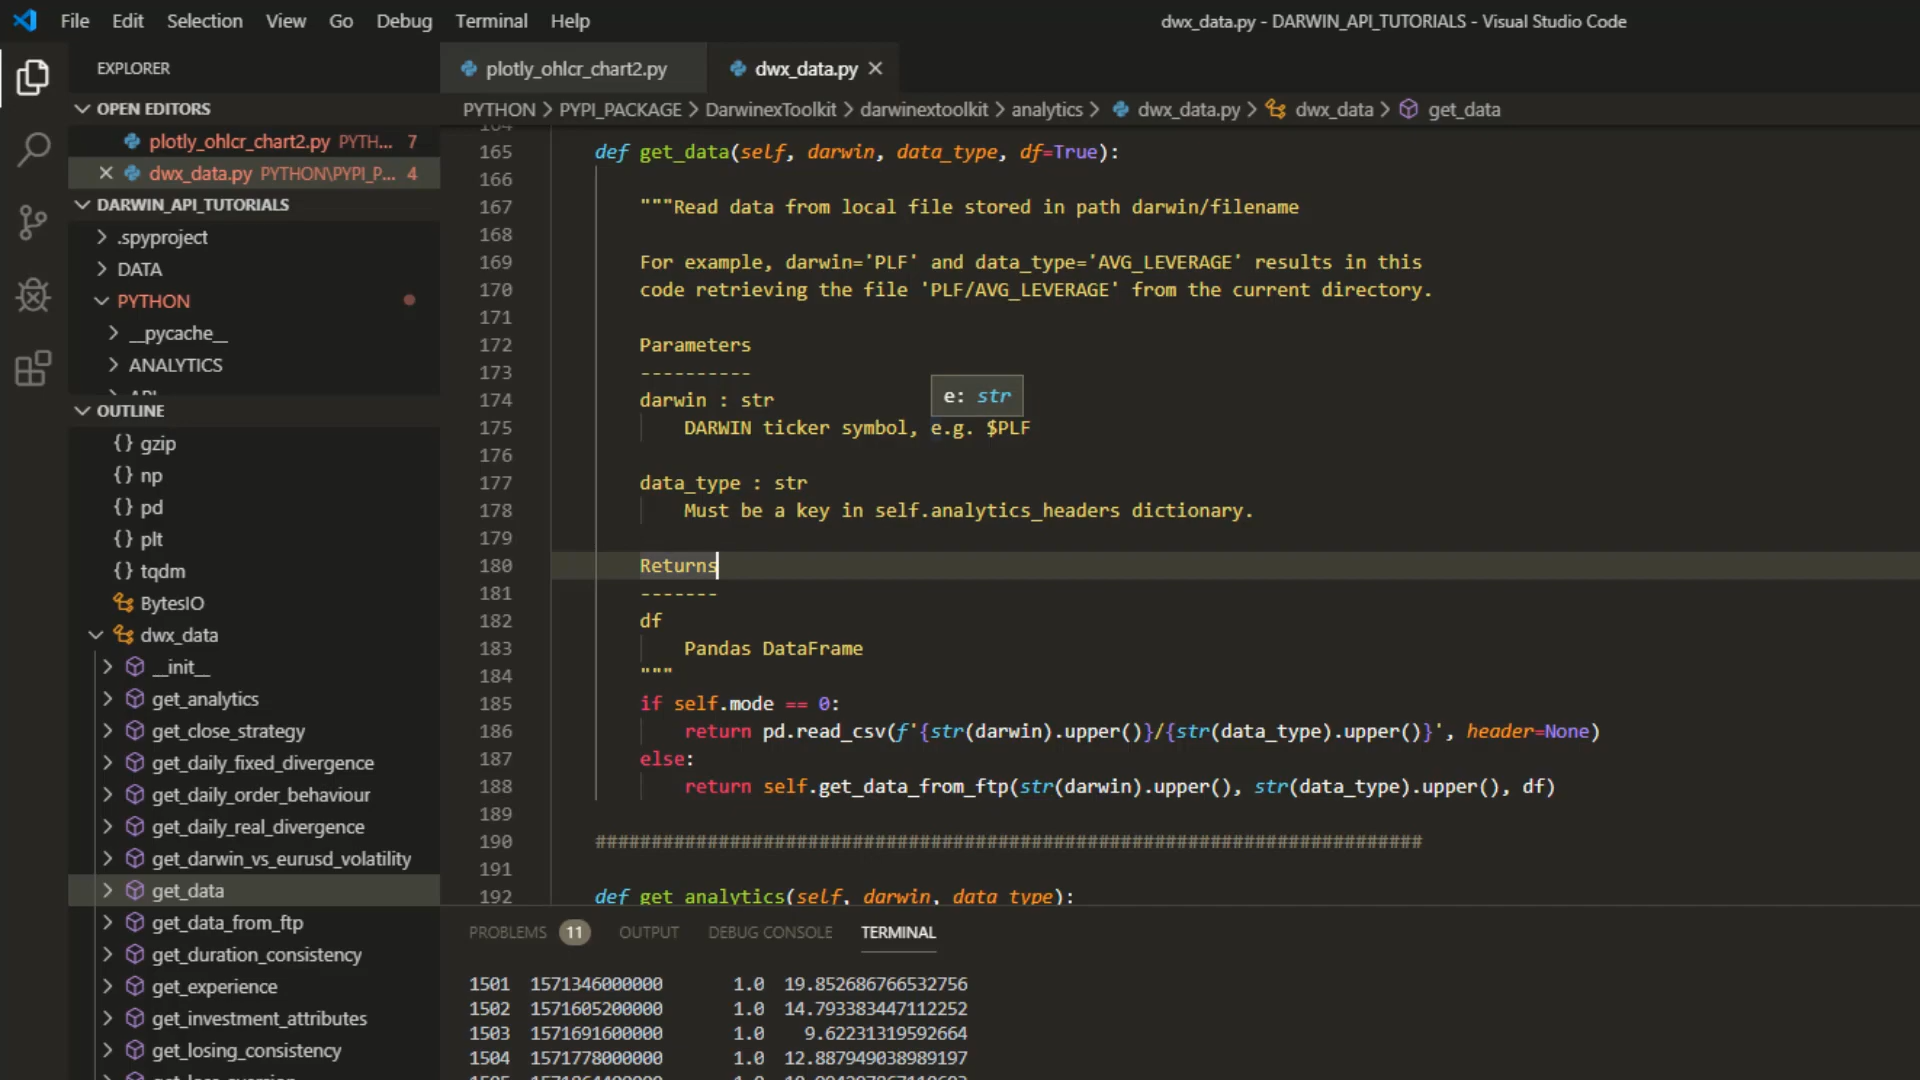 File Edit Selection View Go Debug Terminal Help
dwx_data.py - DARWIN_API_TUTORIALS - Visual Studio Code
EXPLORER
OPEN EDITORS
plotly_ohlcr_chart2.py PYTH... 7
dwx_data.py PYTHON\PYPI_P... 4
DARWIN_API_TUTORIALS
.spyproject
DATA
PYTHON
__pycache__
ANALYTICS
OUTLINE
{} gzip
{} np
{} pd
{} plt
{} tqdm
BytesIO
dwx_data
__init__
get_analytics
get_close_strategy
get_daily_fixed_divergence
get_daily_order_behaviour
get_daily_real_divergence
get_darwin_vs_eurusd_volatility
get_data
get_data_from_ftp
get_duration_consistency
get_experience
get_investment_attributes
get_losing_consistency
plotly_ohlcr_chart2.py
dwx_data.py
PYTHON > PYPI_PACKAGE > DarwinexToolkit > darwinextoolkit > analytics > dwx_data.py > dwx_data > get_data
164
165 def get_data(self, darwin, data_type, df=True):
166
167 """Read data from local file stored in path darwin/filename
168
169 For example, darwin='PLF' and data_type='AVG_LEVERAGE' results in this
170 code retrieving the file 'PLF/AVG_LEVERAGE' from the current directory.
171
172 Parameters
173 ----------
174 darwin : str
e: str
175 DARWIN ticker symbol, e.g. $PLF
176
177 data_type : str
178 Must be a key in self.analytics_headers dictionary.
179
180 Returns
181 -------
182 df
183 Pandas DataFrame
184 """
185 if self.mode == 0:
186 return pd.read_csv(f'{str(darwin).upper()}/{str(data_type).upper()}', header=None)
187 else:
188 return self.get_data_from_ftp(str(darwin).upper(), str(data_type).upper(), df)
189
190 ##########################################################################
191
192 def get_analytics(self, darwin, data_type):
PROBLEMS 11 OUTPUT DEBUG CONSOLE TERMINAL
1501 1571346000000 1.0 19.852686766532756
1502 1571605200000 1.0 14.793383447112252
1503 1571691600000 1.0 9.62231319592664
1504 1571778000000 1.0 12.887949038989197